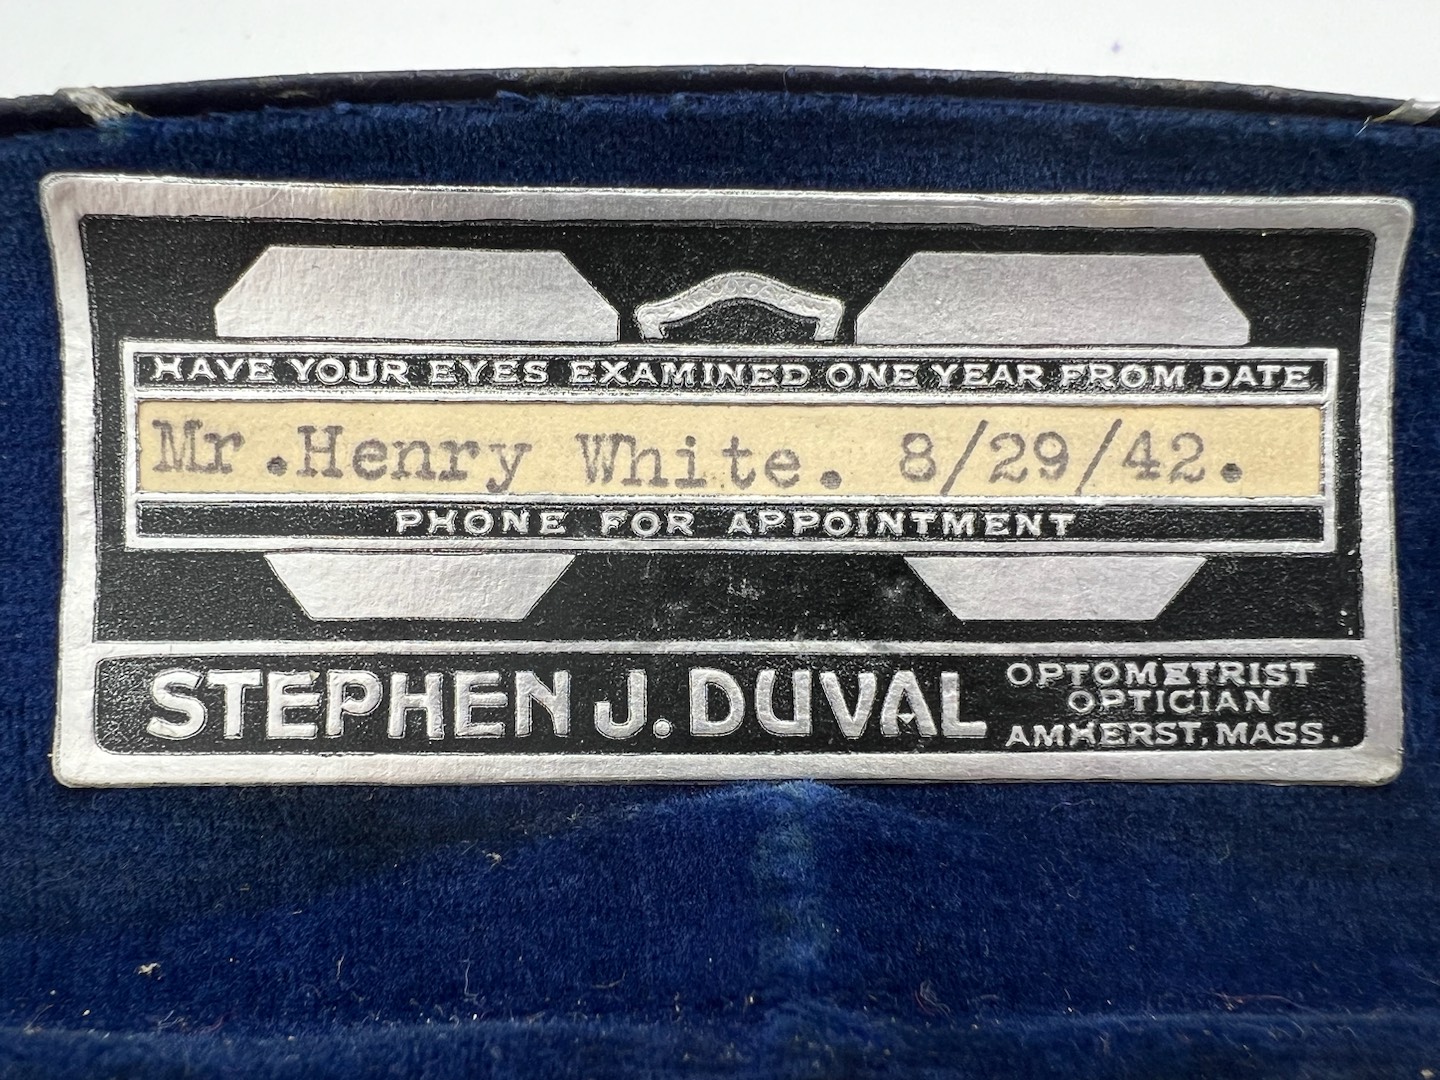 HAVE YOUR EYES EXAMINED ONE YEAR FROM DATE
Mr.Henry White. 8/29/42.
PHONE FOR APPOINTMENT
STEPHEN J. DUVAL
OPTOMETRIST
OPTICIAN
AMHERST, MASS.